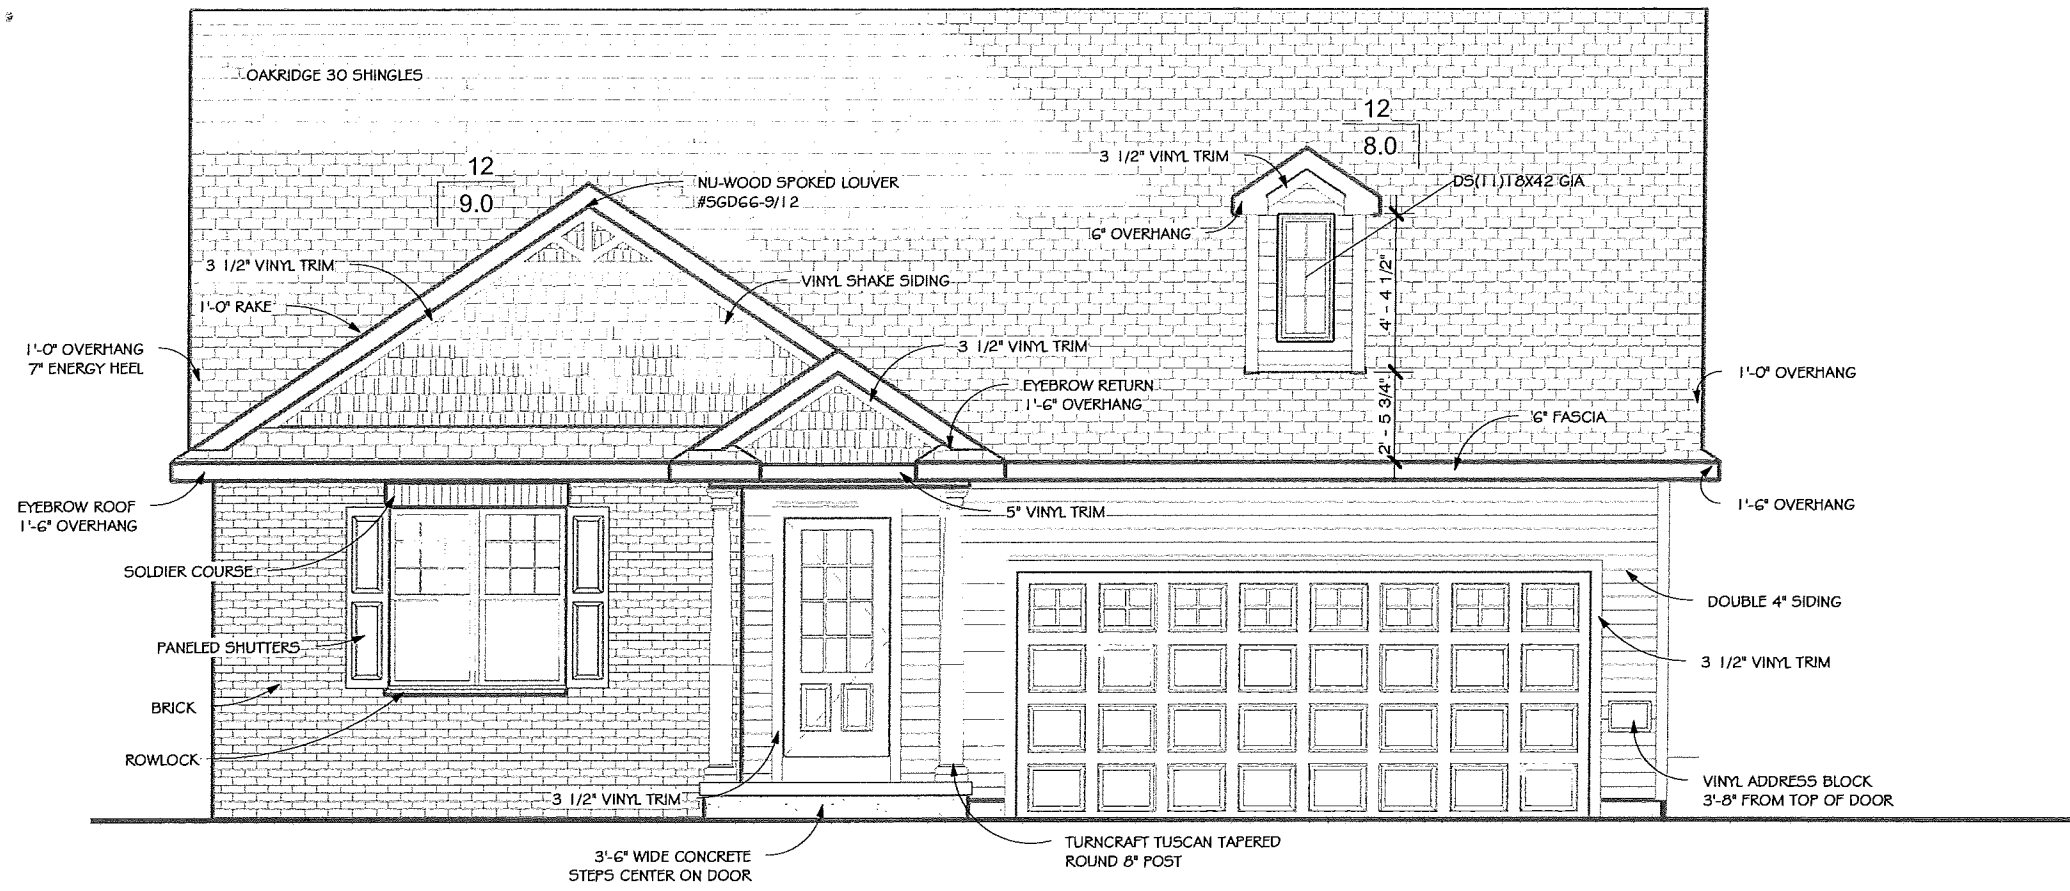 OAKRIDGE 30 SHINGLES
12
9.0
NU-WOOD SPOKED LOUVER
#SGD66-9/12
12
8.0
3 1/2" VINYL TRIM
DS(11)18X42 GIA
6" OVERHANG
4' - 4 1/2"
2' - 5 3/4"
3 1/2" VINYL TRIM
VINYL SHAKE SIDING
1'-0" RAKE
1'-0" OVERHANG
7" ENERGY HEEL
3 1/2" VINYL TRIM
EYEBROW RETURN
1'-6" OVERHANG
1'-0" OVERHANG
6" FASCIA
EYEBROW ROOF
1'-6" OVERHANG
5" VINYL TRIM
1'-6" OVERHANG
SOLDIER COURSE
DOUBLE 4" SIDING
PANELED SHUTTERS
3 1/2" VINYL TRIM
BRICK
ROWLOCK
3 1/2" VINYL TRIM
VINYL ADDRESS BLOCK
3'-8" FROM TOP OF DOOR
3'-6" WIDE CONCRETE
STEPS CENTER ON DOOR
TURNCRAFT TUSCAN TAPERED
ROUND 8" POST